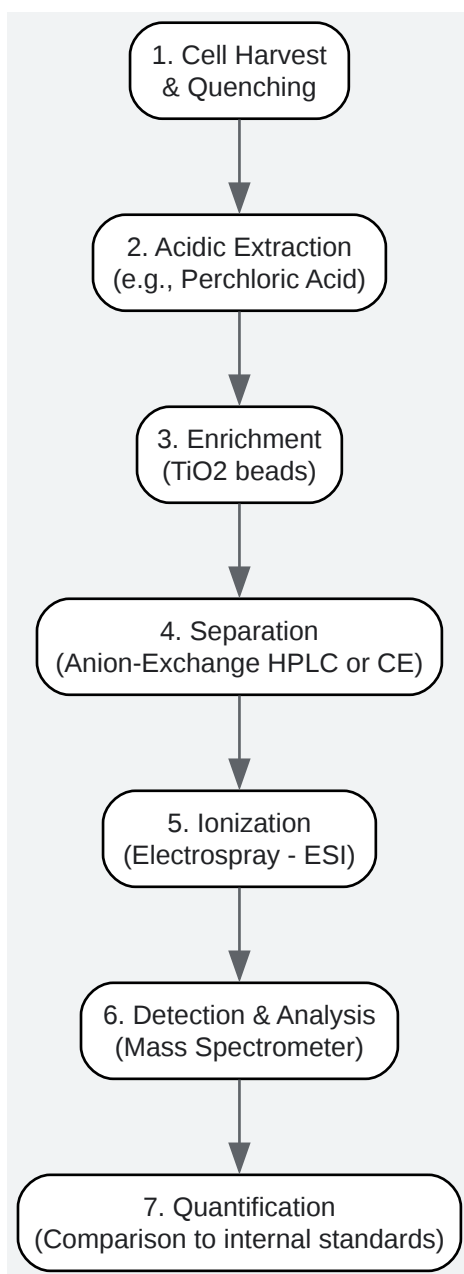 1. Cell Harvest
& Quenching
2. Acidic Extraction
(e.g., Perchloric Acid)
3. Enrichment
(TiO2 beads)
4. Separation
(Anion-Exchange HPLC or CE)
5. Ionization
(Electrospray - ESI)
6. Detection & Analysis
(Mass Spectrometer)
7. Quantification
(Comparison to internal standards)